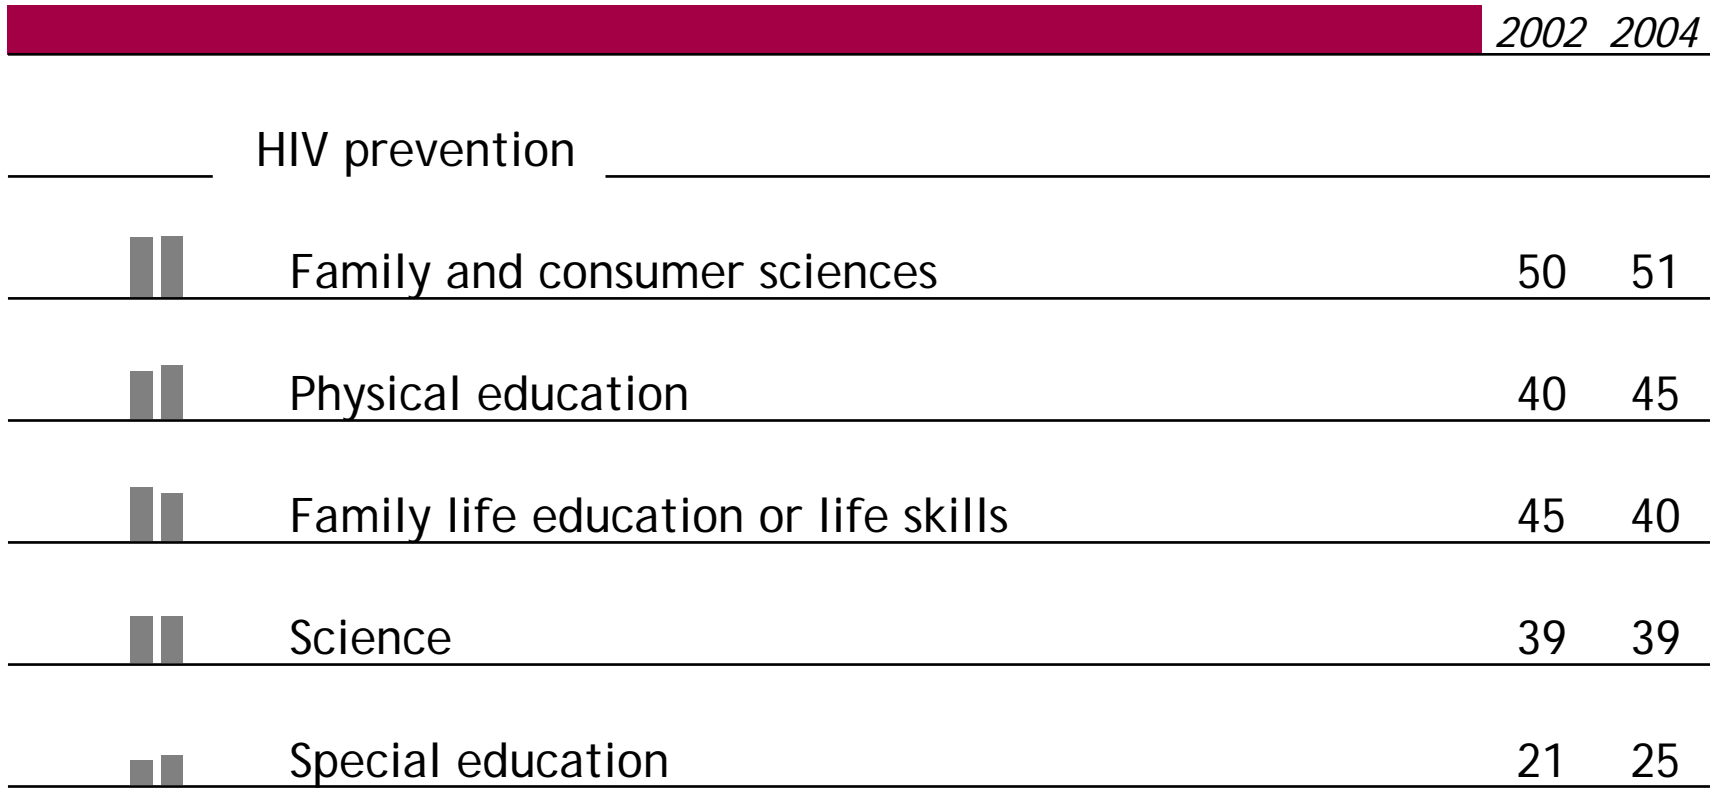 2002 2004
HIV prevention
Family and consumer sciences 50 51
Physical education 40 45
Family life education or life skills 45 40
Science 39 39
Special education 21 25